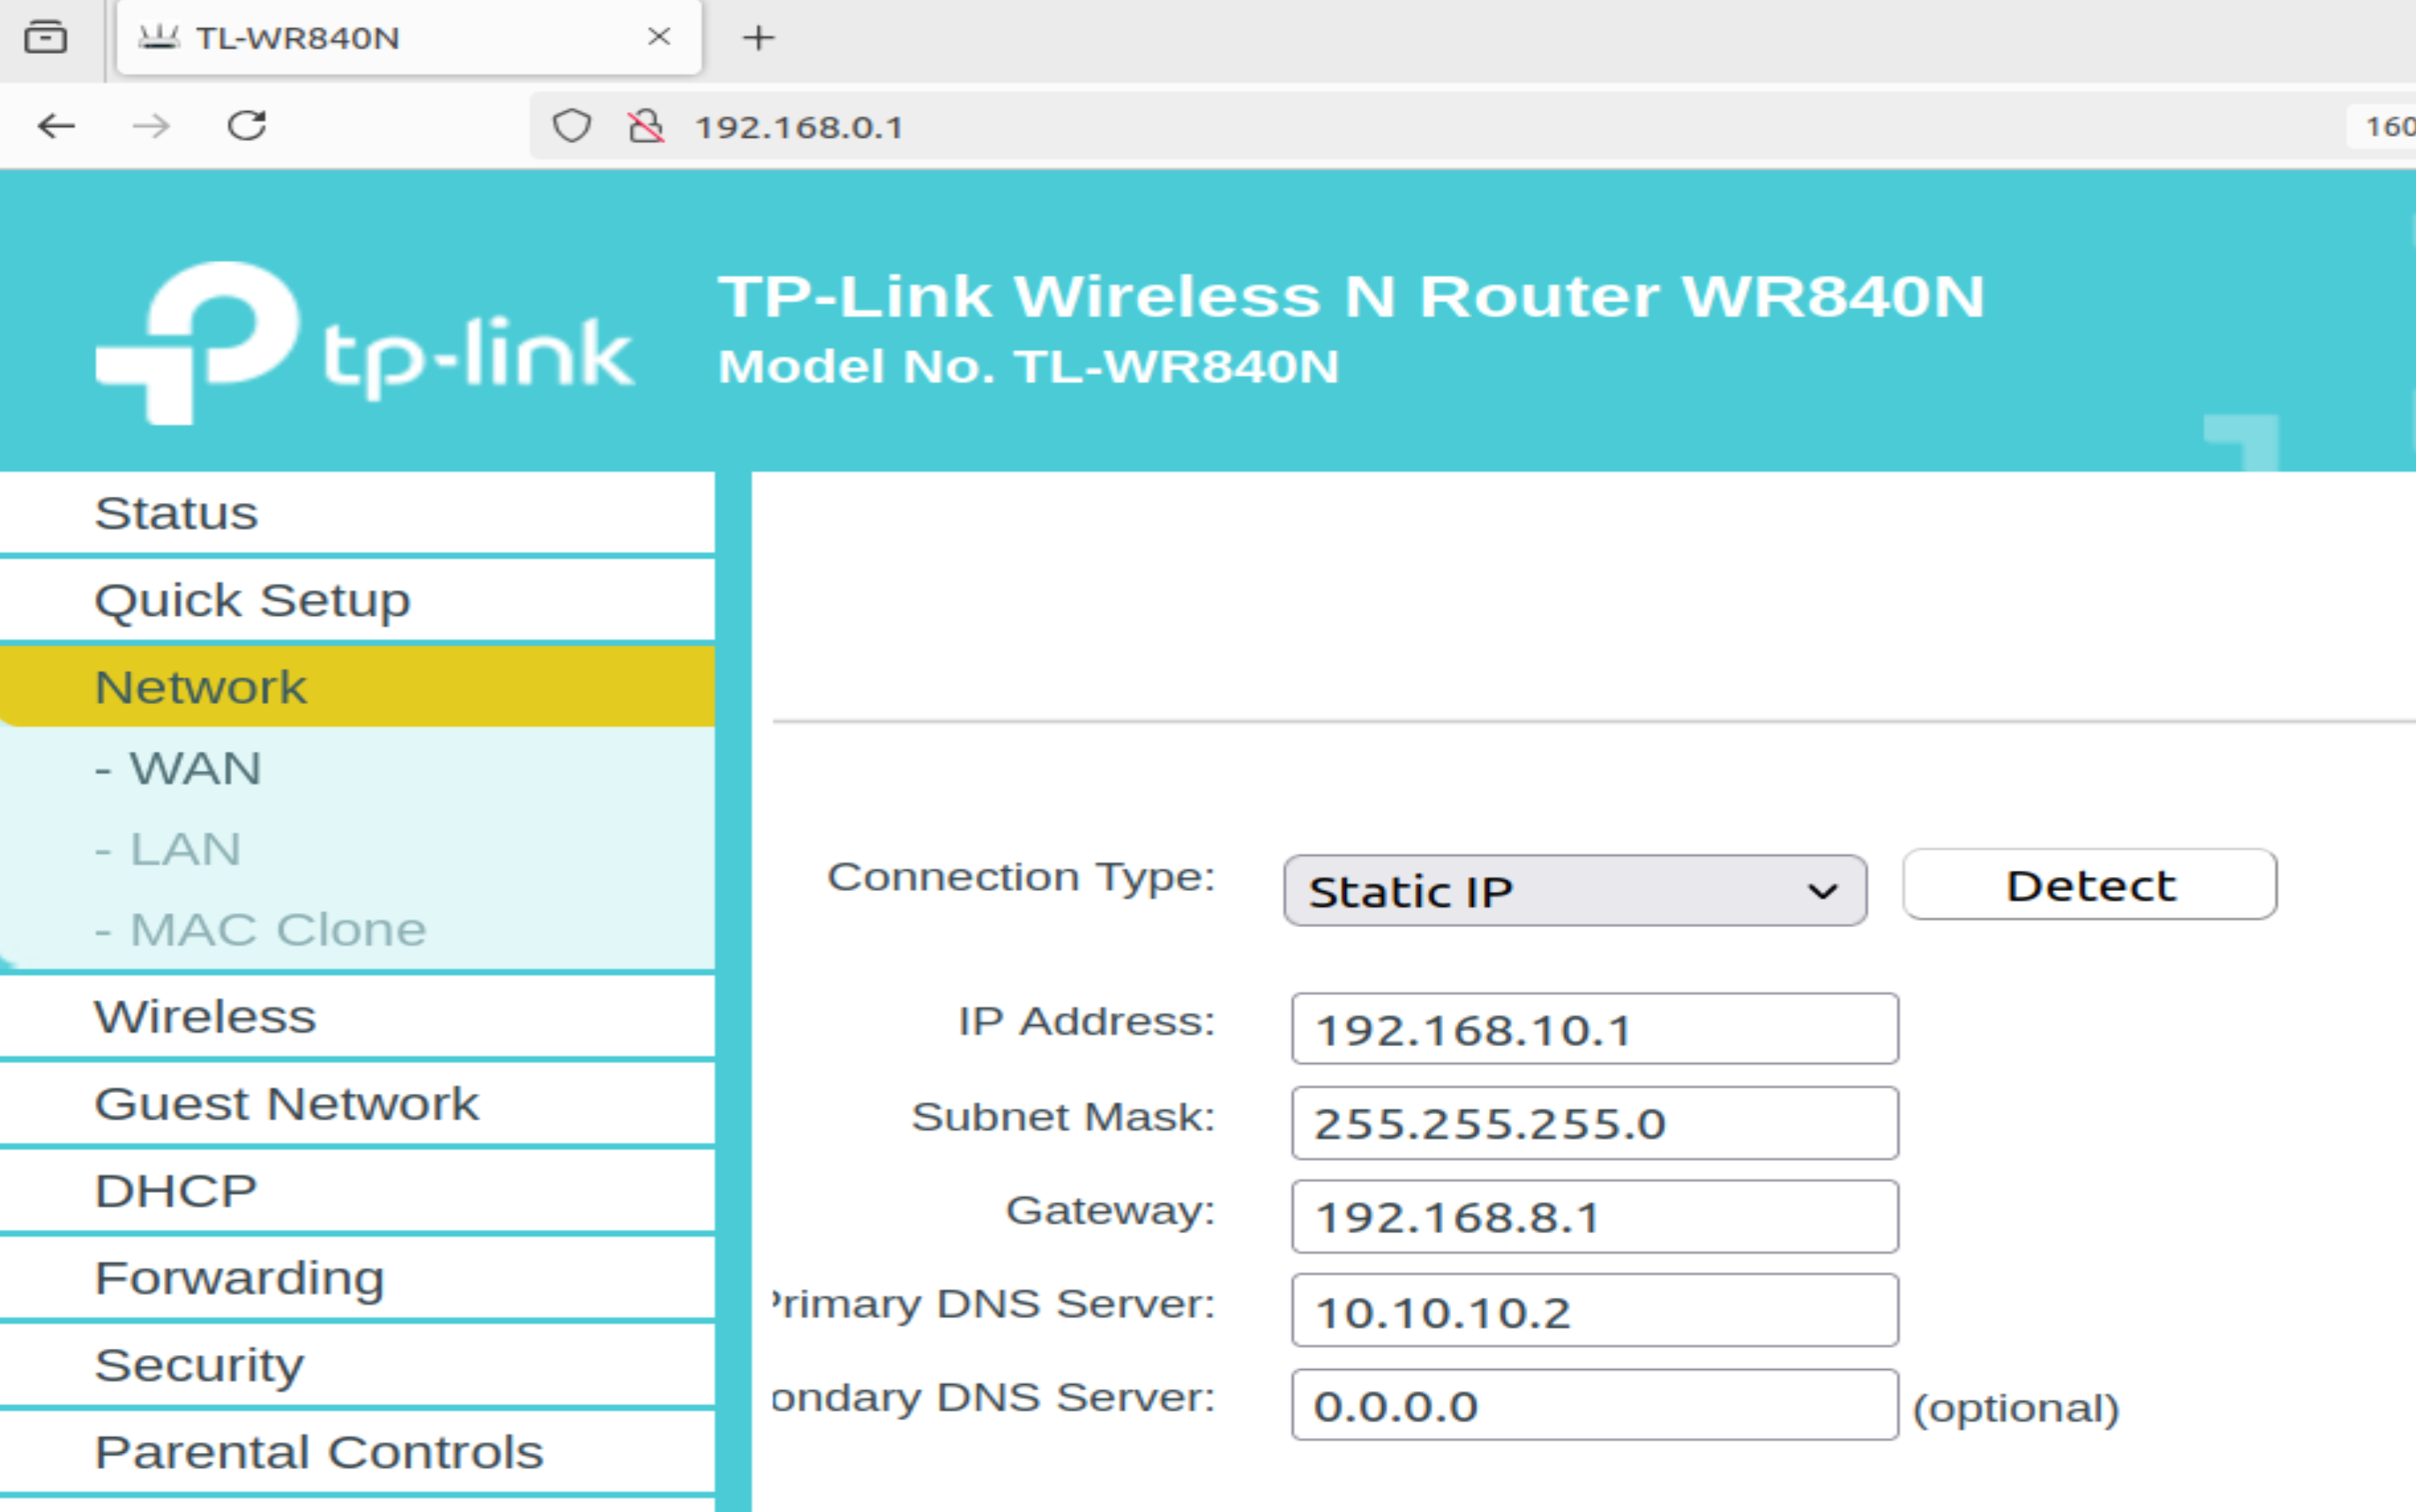 TL-WR840N
192.168.0.1
160
tp-link
TP-Link Wireless N Router WR840N
Model No. TL-WR840N
Status
Quick Setup
Network
- WAN
- LAN
- MAC Clone
Wireless
Guest Network
DHCP
Forwarding
Security
Parental Controls
Connection Type: Static IP Detect
IP Address: 192.168.10.1
Subnet Mask: 255.255.255.0
Gateway: 192.168.8.1
Primary DNS Server: 10.10.10.2
ondary DNS Server: 0.0.0.0 (optional)